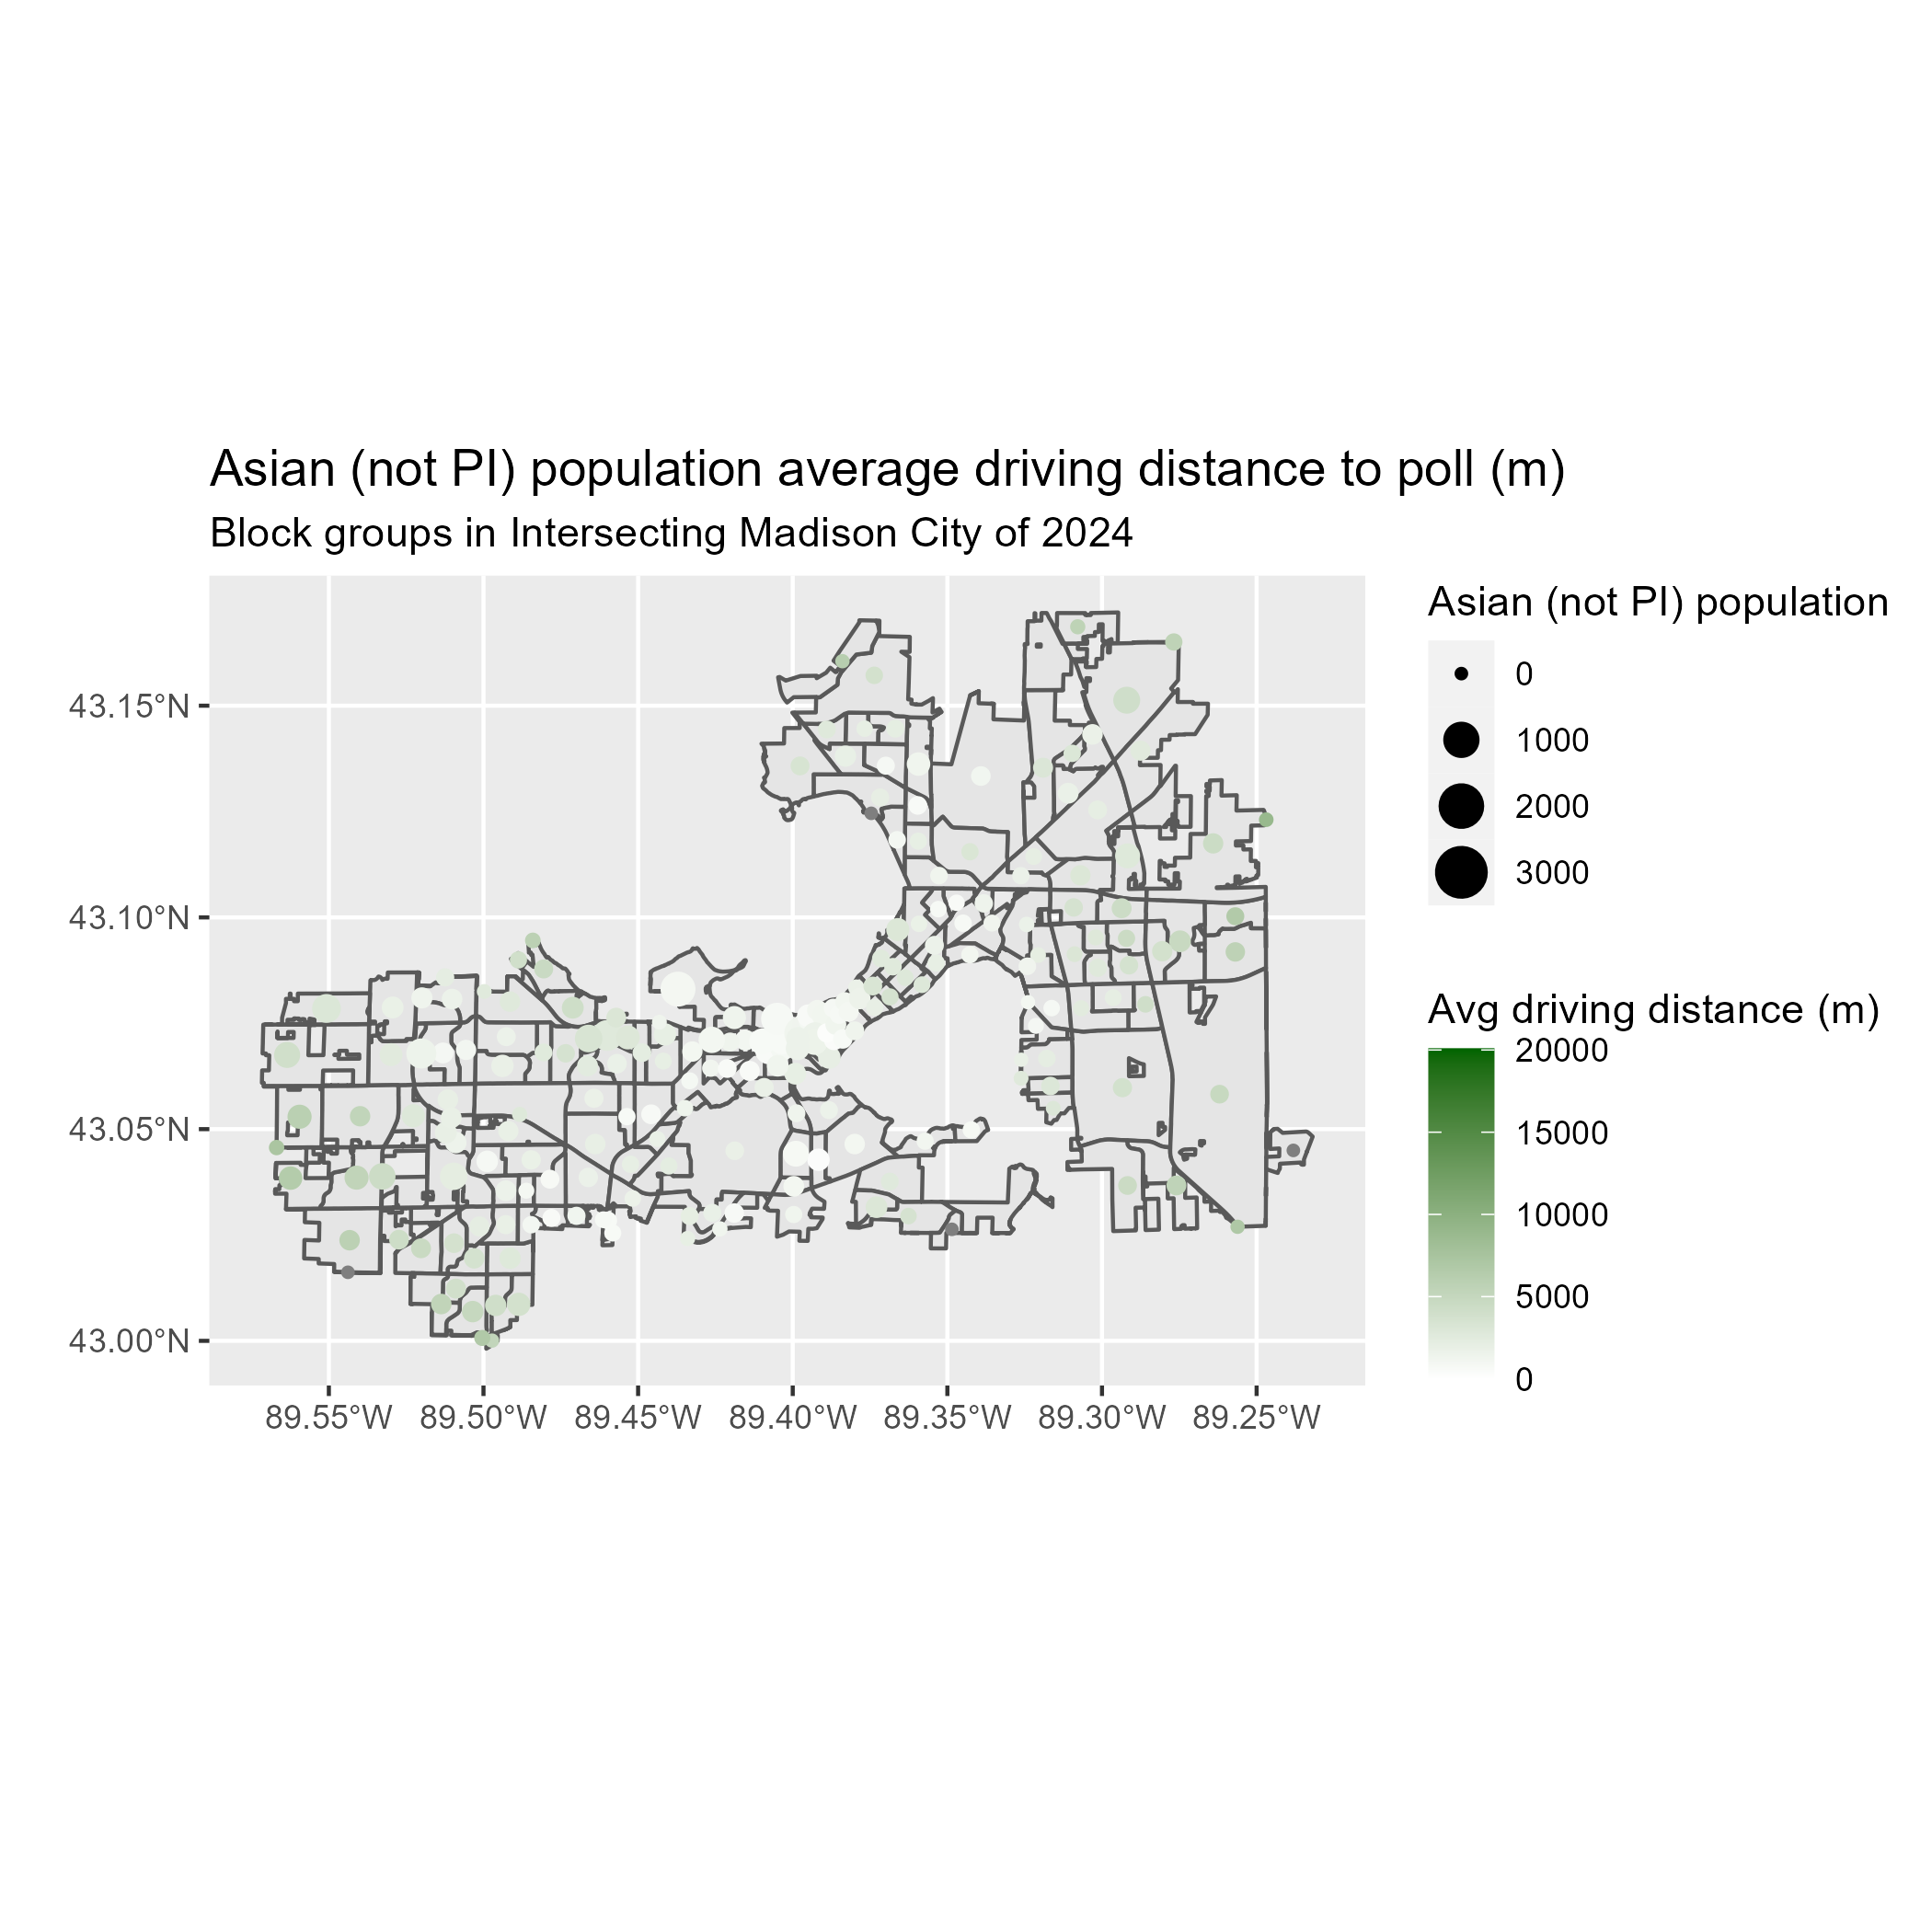 Asian (not PI) population average driving distance to poll (m)
Block groups in Intersecting Madison City of 2024
43.15°N
43.10°N
43.05°N
43.00°N
89.55°W
89.50°W
89.45°W
89.40°W
89.35°W
89.30°W
89.25°W
Asian (not PI) population
0
1000
2000
3000
Avg driving distance (m)
20000
15000
10000
5000
0